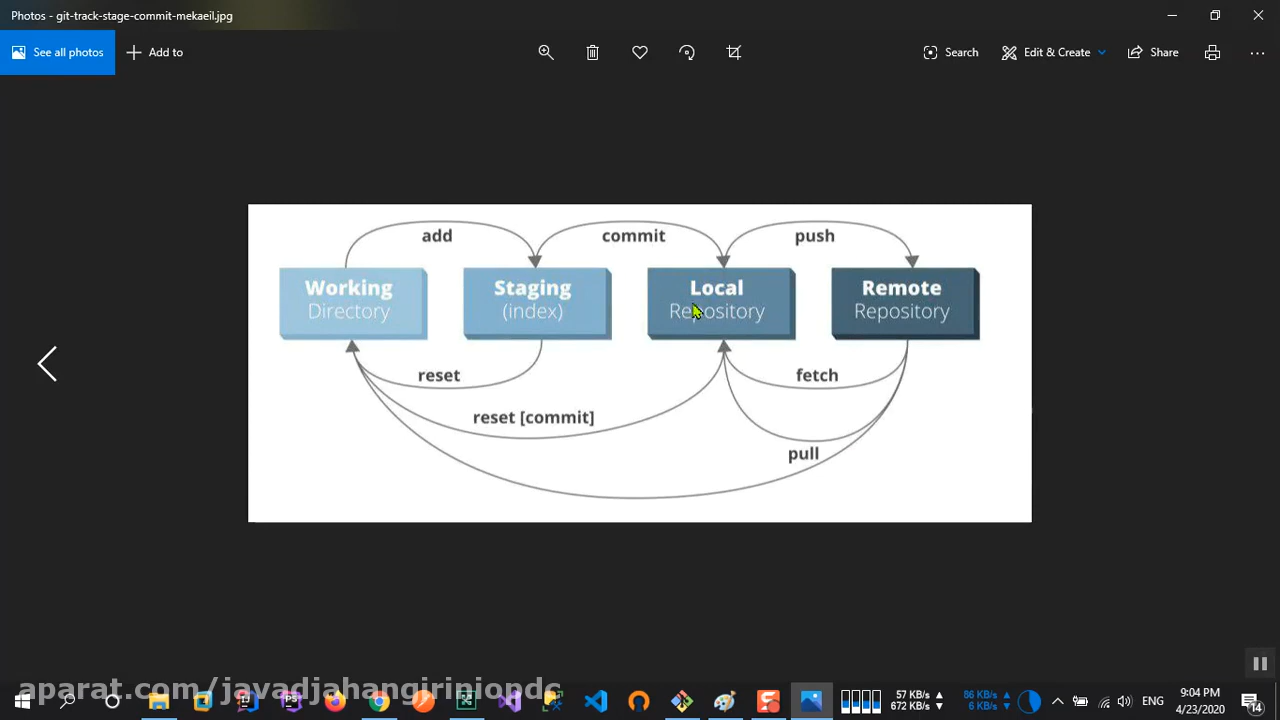 Photos - git-track-stage-commit-mekaeil.jpg
See all photos
Add to
Search
Edit & Create
Share
add
commit
push
Working
Directory
Staging
(index)
Local
Repository
Remote
Repository
reset
fetch
reset [commit]
pull
aparat.com/javadjahangirinionds
57 KB/s
672 KB/s
86 KB/s
6 KB/s
ENG
9:04 PM
4/23/2020
14